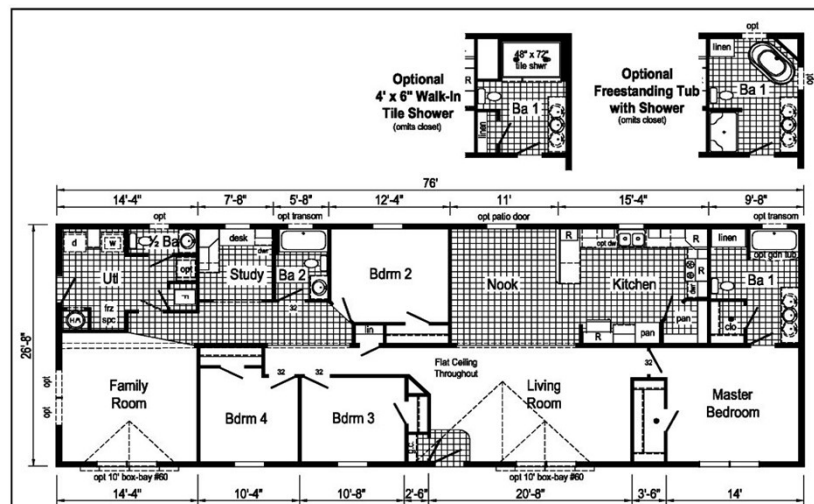 Optional
4' x 6" Walk-In
Tile Shower
(omits closet)
R
48" x 72"
tile shwr
Ba 1
linen
Optional
Freestanding Tub
with Shower
(omits closet)
R
opt
linen
opt
Ba 1
76'
14'-4"
7'-8"
5'-8"
12'-4"
11'
15'-4"
9'-8"
opt
opt transom
opt patio door
opt
opt transom
26'-8"
d
w
½ Ba
opt
Utl
frz
spc
desk
dwr
Study
Ba 2
32
Bdrm 2
lin
Nook
R
opt dw
R
R
dwr
Kitchen
R
pan
pan
linen
opt gdn tub
Ba 1
clo
Flat Ceiling
Throughout
32
32
32
opt
opt
Family
Room
Bdrm 4
Bdrm 3
g.c.
Living
Room
Master
Bedroom
opt 10' box-bay #60
opt 10' box-bay #60
14'-4"
10'-4"
10'-8"
2'-6"
20'-8"
3'-6"
14'